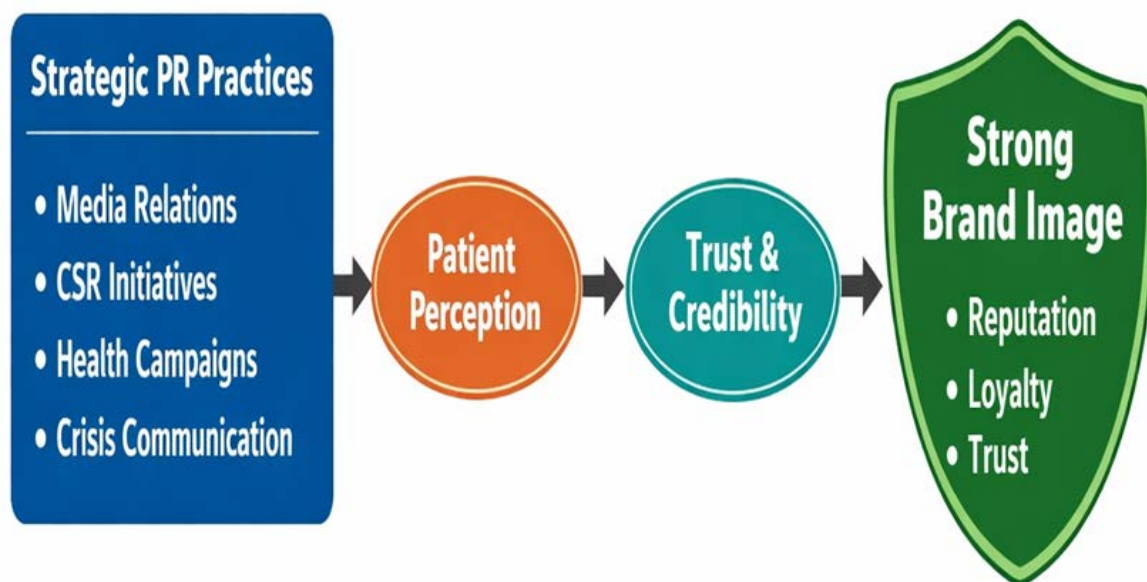 Strategic PR Practices
• Media Relations
• CSR Initiatives
• Health Campaigns
• Crisis Communication
Patient
Perception
Trust &
Credibility
Strong
Brand Image
• Reputation
• Loyalty
• Trust